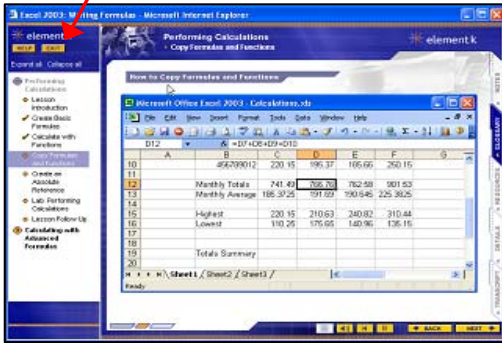 Excel 2003: Writing Formulas - Microsoft Internet Explorer
element k
HELP EXIT
Expand all Collapse all
Performing Calculations
Lesson Introduction
Create Basic Formulas
Calculate with Functions
Copy Formulas and Functions
Create an Absolute Reference
Lab: Performing Calculations
Lesson Follow Up
Calculating with Advanced Formulas
Performing Calculations
Copy Formulas and Functions
element k
How to Copy Formulas and Functions
Microsoft Office Excel 2003 - Calculations.xls
File Edit View Insert Format Tools Data Window Help
D12 =D7+D8+D9+D10
A B C D E F G
10 456789012 220.15 195.37 185.66 250.15
11
12 Monthly Totals 741.49 766.76 762.58 901.53
13 Monthly Average 185.3725 191.69 190.645 225.3825
14
15 Highest 220.15 210.63 240.82 310.44
16 Lowest 110.25 175.65 140.96 135.15
17
18
19 Totals Summary
20
Sheet1 Sheet2 Sheet3
Ready
NOTES
GLOSSARY
DETAILS
TRANSCRIPT
BACK NEXT